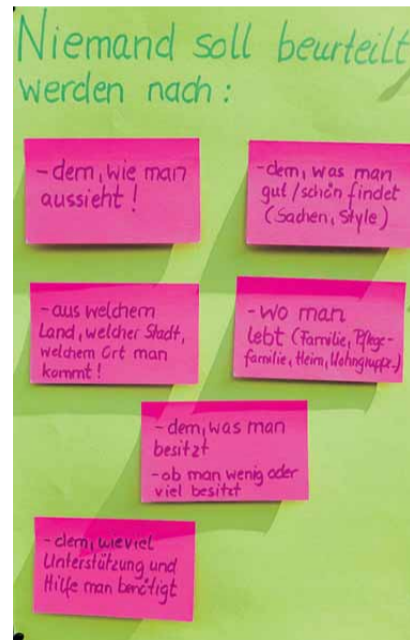 Niemand soll beurteilt
werden nach:
- dem, wie man
aussieht!
- dem, was man
gut/schön findet
(Sachen, Style)
- aus welchem
Land, welcher Stadt,
welchem Ort man
kommt!
- wo man
lebt (Familie, Pflege-
familie, Heim, Wohngruppe..)
- dem, was man
besitzt
- ob man wenig oder
viel besitzt
- dem, wieviel
Unterstützung und
Hilfe man benötigt